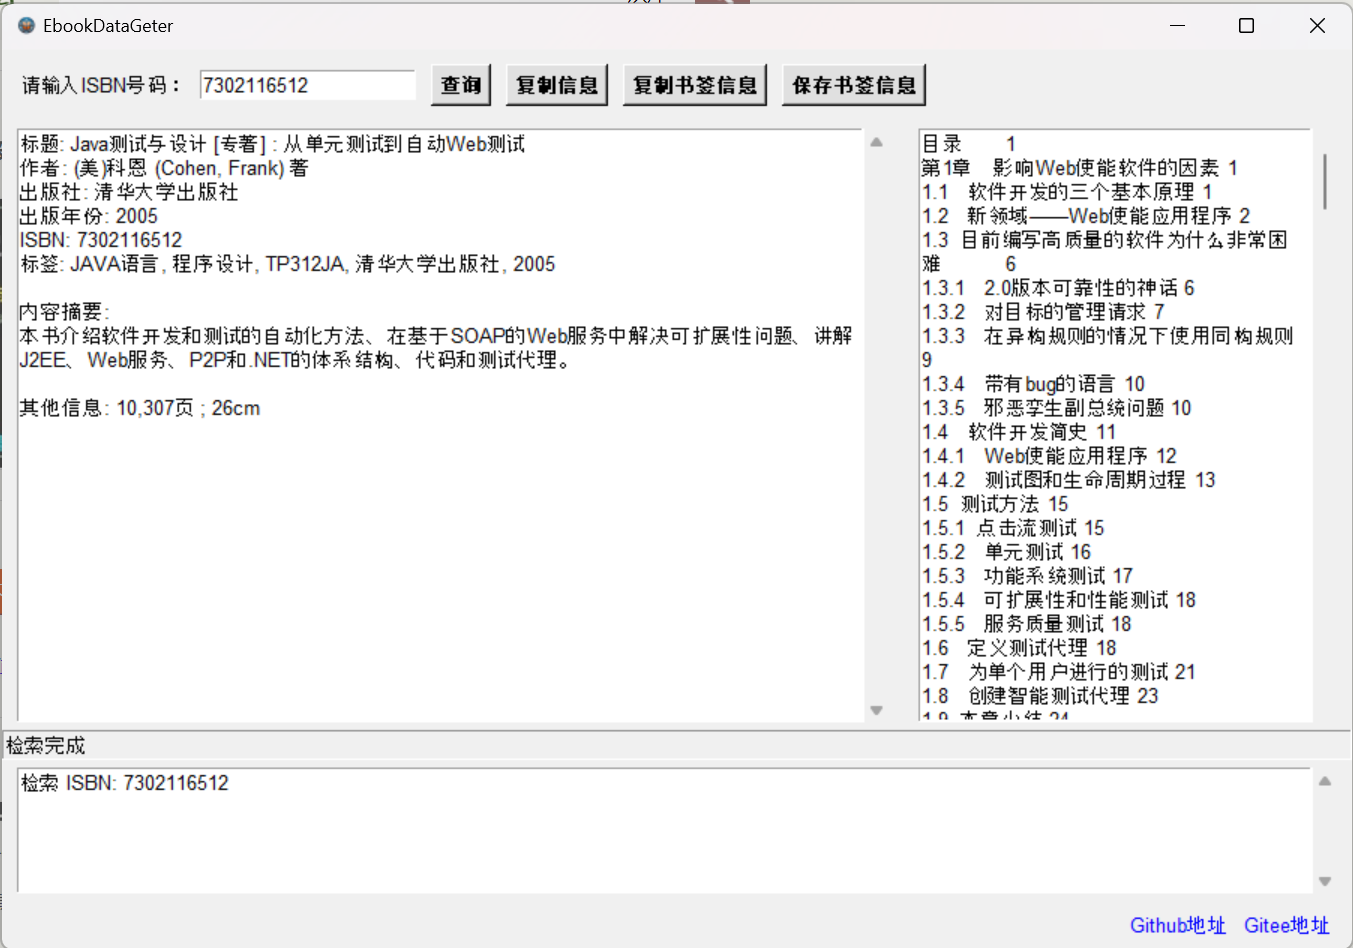 EbookDataGeter
请输入ISBN号码： 7302116512 查询 复制信息 复制书签信息 保存书签信息
标题: Java测试与设计 [专著] : 从单元测试到自动Web测试
作者: (美)科恩 (Cohen, Frank) 著
出版社: 清华大学出版社
出版年份: 2005
ISBN: 7302116512
标签: JAVA语言, 程序设计, TP312JA, 清华大学出版社, 2005
内容摘要:
本书介绍软件开发和测试的自动化方法、在基于SOAP的Web服务中解决可扩展性问题、讲解
J2EE、Web服务、P2P和.NET的体系结构、代码和测试代理。
其他信息: 10,307页 ; 26cm
目录 1
第1章 影响Web使能软件的因素 1
1.1 软件开发的三个基本原理 1
1.2 新领域——Web使能应用程序 2
1.3 目前编写高质量的软件为什么非常困
难 6
1.3.1 2.0版本可靠性的神话 6
1.3.2 对目标的管理请求 7
1.3.3 在异构规则的情况下使用同构规则
9
1.3.4 带有bug的语言 10
1.3.5 邪恶孪生副总统问题 10
1.4 软件开发简史 11
1.4.1 Web使能应用程序 12
1.4.2 测试图和生命周期过程 13
1.5 测试方法 15
1.5.1 点击流测试 15
1.5.2 单元测试 16
1.5.3 功能系统测试 17
1.5.4 可扩展性和性能测试 18
1.5.5 服务质量测试 18
1.6 定义测试代理 18
1.7 为单个用户进行的测试 21
1.8 创建智能测试代理 23
1.9 本章小结 24
检索完成
检索 ISBN: 7302116512
Github地址 Gitee地址